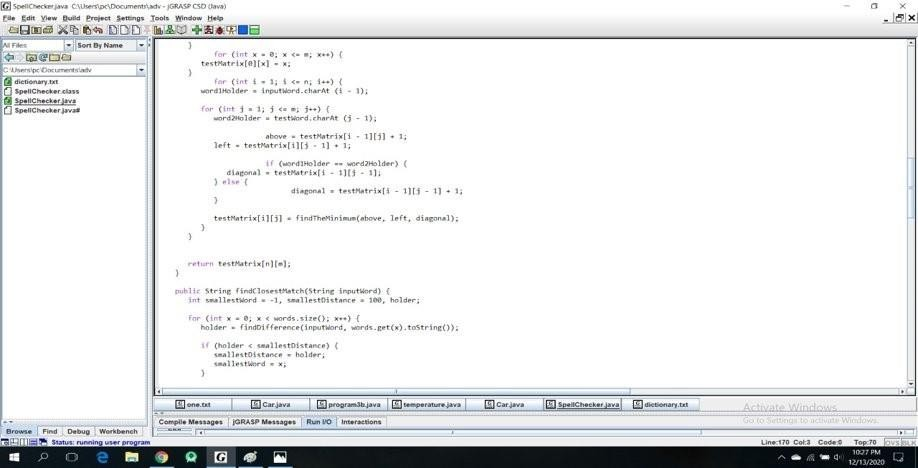 SpellChecker.java C:\Users\pc\Documents\adv - jGRASP CSD (Java)
File Edit View Build Project Settings Tools Window Help
All Files Sort By Name
C:\Users\pc\Documents\adv
dictionary.txt
SpellChecker.class
SpellChecker.java
SpellChecker.java#
}
for (int x = 0; x <= m; x++) {
testMatrix[0][x] = x;
}
for (int i = 1; i <= n; i++) {
word1Holder = inputWord.charAt (i - 1);
for (int j = 1; j <= m; j++) {
word2Holder = testWord.charAt (j - 1);
above = testMatrix[i - 1][j] + 1;
left = testMatrix[i][j - 1] + 1;
if (word1Holder == word2Holder) {
diagonal = testMatrix[i - 1][j - 1];
} else {
diagonal = testMatrix[i - 1][j - 1] + 1;
}
testMatrix[i][j] = findTheMinimum(above, left, diagonal);
}
}
return testMatrix[n][m];
}
public String findClosestMatch(String inputWord) {
int smallestWord = -1, smallestDistance = 100, holder;
for (int x = 0; x < words.size(); x++) {
holder = findDifference(inputWord, words.get(x).toString());
if (holder < smallestDistance) {
smallestDistance = holder;
smallestWord = x;
}
one.txt Car.java program3b.java temperature.java Car.java SpellChecker.java dictionary.txt
Compile Messages jGRASP Messages Run I/O Interactions
Activate Windows
Go to Settings to activate Windows.
Browse Find Debug Workbench
Status: running user program
Line:170 Col:3 Code:0 Top:70 OVS BLK
10:27 PM
12/13/2020